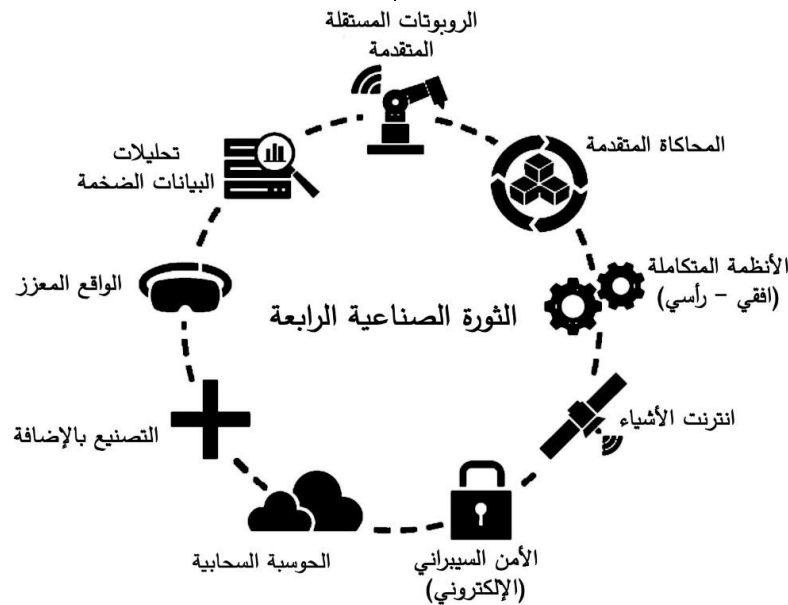 الروبوتات المستقلة
المتقدمة
المحاكاة المتقدمة
تحليلات
البيانات الضخمة
الأنظمة المتكاملة
(افقي - رأسي)
الواقع المعزز
الثورة الصناعية الرابعة
انترنت الأشياء
التصنيع بالإضافة
الأمن السيبراني
(الإلكتروني)
الحوسبة السحابية